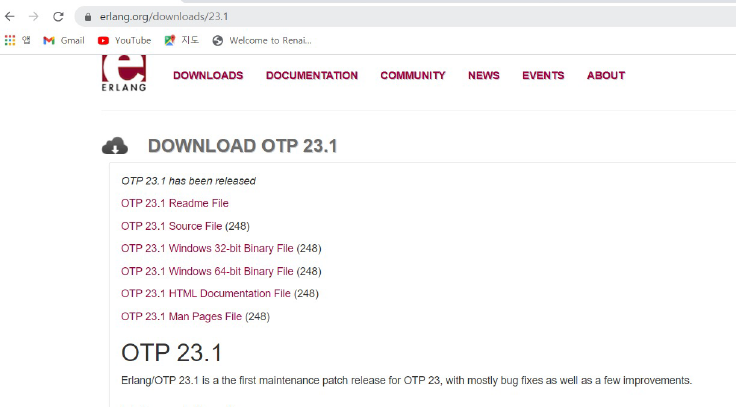 erlang.org/downloads/23.1
앱 Gmail YouTube 지도 Welcome to Renai...
e
ERLANG
DOWNLOADS DOCUMENTATION COMMUNITY NEWS EVENTS ABOUT
DOWNLOAD OTP 23.1
OTP 23.1 has been released
OTP 23.1 Readme File
OTP 23.1 Source File (248)
OTP 23.1 Windows 32-bit Binary File (248)
OTP 23.1 Windows 64-bit Binary File (248)
OTP 23.1 HTML Documentation File (248)
OTP 23.1 Man Pages File (248)
OTP 23.1
Erlang/OTP 23.1 is a the first maintenance patch release for OTP 23, with mostly bug fixes as well as a few improvements.